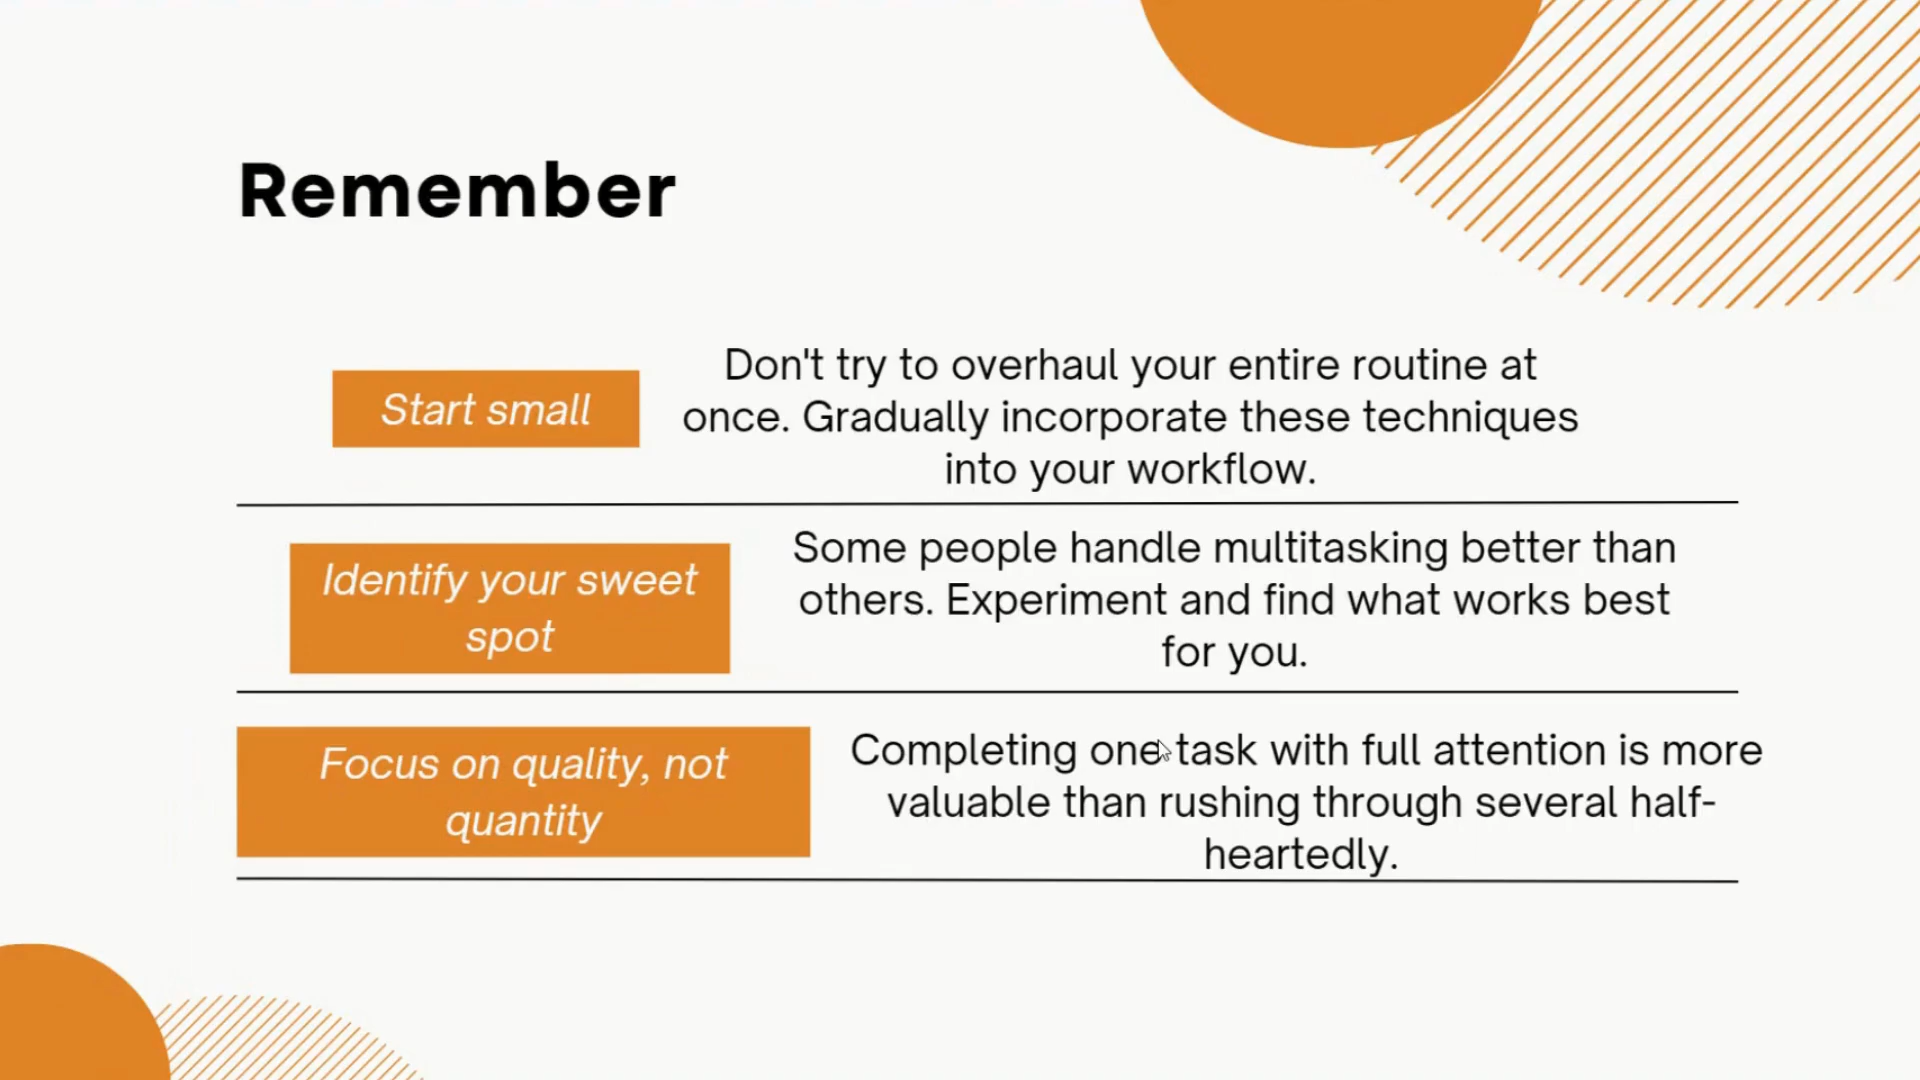 Remember
Start small
Don't try to overhaul your entire routine at
once. Gradually incorporate these techniques
into your workflow.
Identify your sweet
spot
Some people handle multitasking better than
others. Experiment and find what works best
for you.
Focus on quality, not
quantity
Completing one task with full attention is more
valuable than rushing through several half-
heartedly.